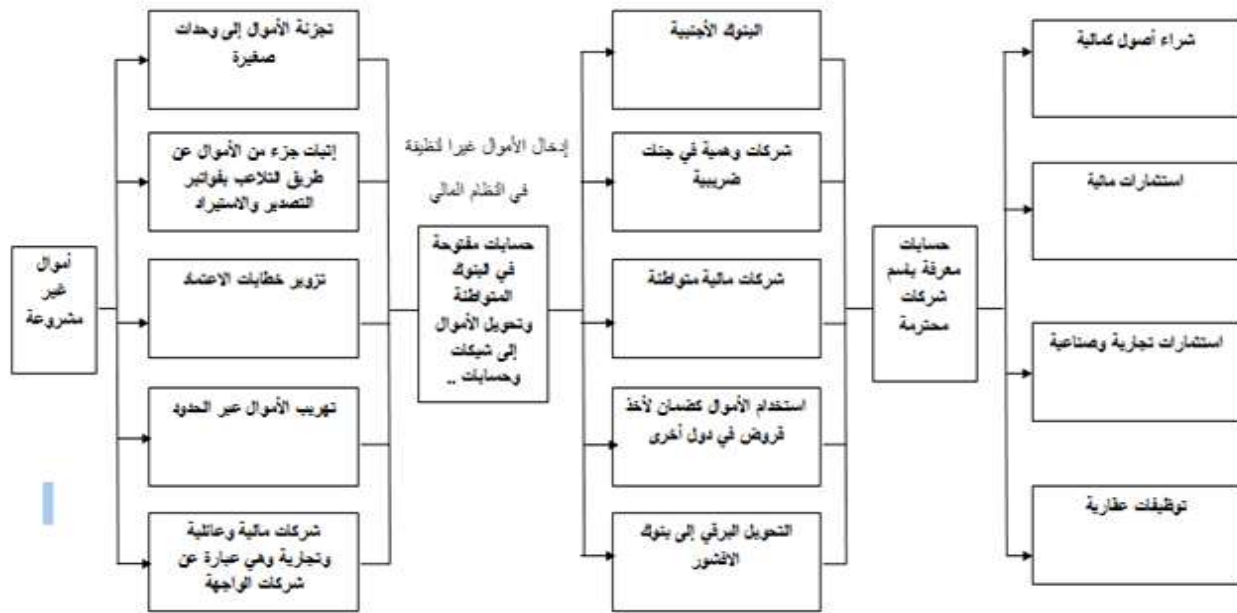 أموال
غير
مشروعة
تجزئة الأموال إلى وحدات
صغيرة
إثبات جزء من الأموال عن
طريق التلاعب بفواتير
التصدير والاستيراد
تزوير خطابات الاعتماد
تهريب الأموال عبر الحدود
شركات مالية وعائلية
وتجارية وهي عبارة عن
شركات الواجهة
إدخال الأموال غيرا لنظيفة
في النظام المالي
حسابات مفتوحة
في البنوك
المتواطئة
وتحويل الأموال
إلى شيكات
وحسابات ..
البنوك الأجنبية
شركات وهمية في جنات
ضريبية
شركات مالية متواطئة
استخدام الأموال كضمان لأخذ
قروض في دول أخرى
التحويل البرقي إلى بنوك
الافشور
حسابات
معرفة باسم
شركات
محترمة
شراء أصول كمالية
استثمارات مالية
استثمارات تجارية وصناعية
توظيفات عقارية